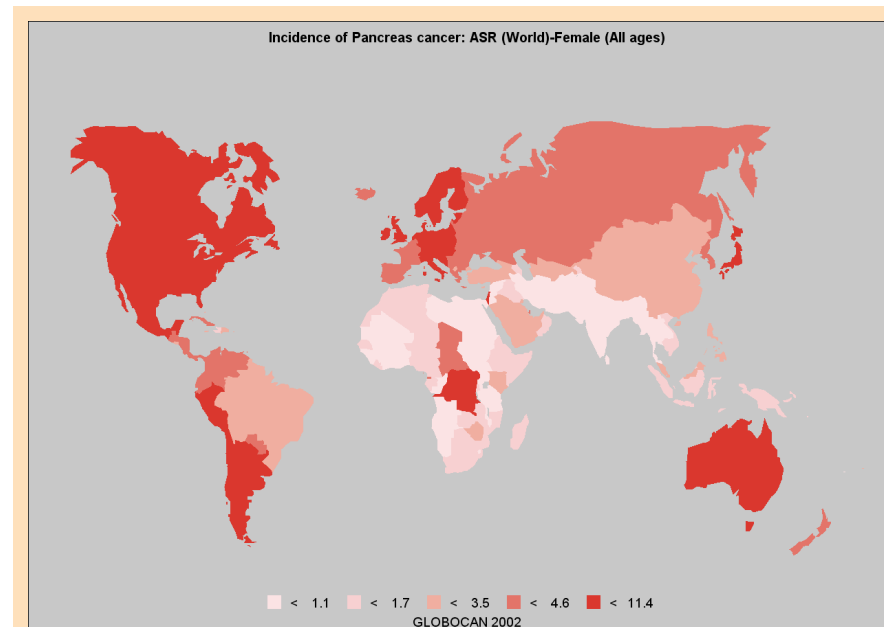 Incidence of Pancreas cancer: ASR (World)-Female (All ages)
< 1.1 < 1.7 < 3.5 < 4.6 < 11.4
GLOBOCAN 2002